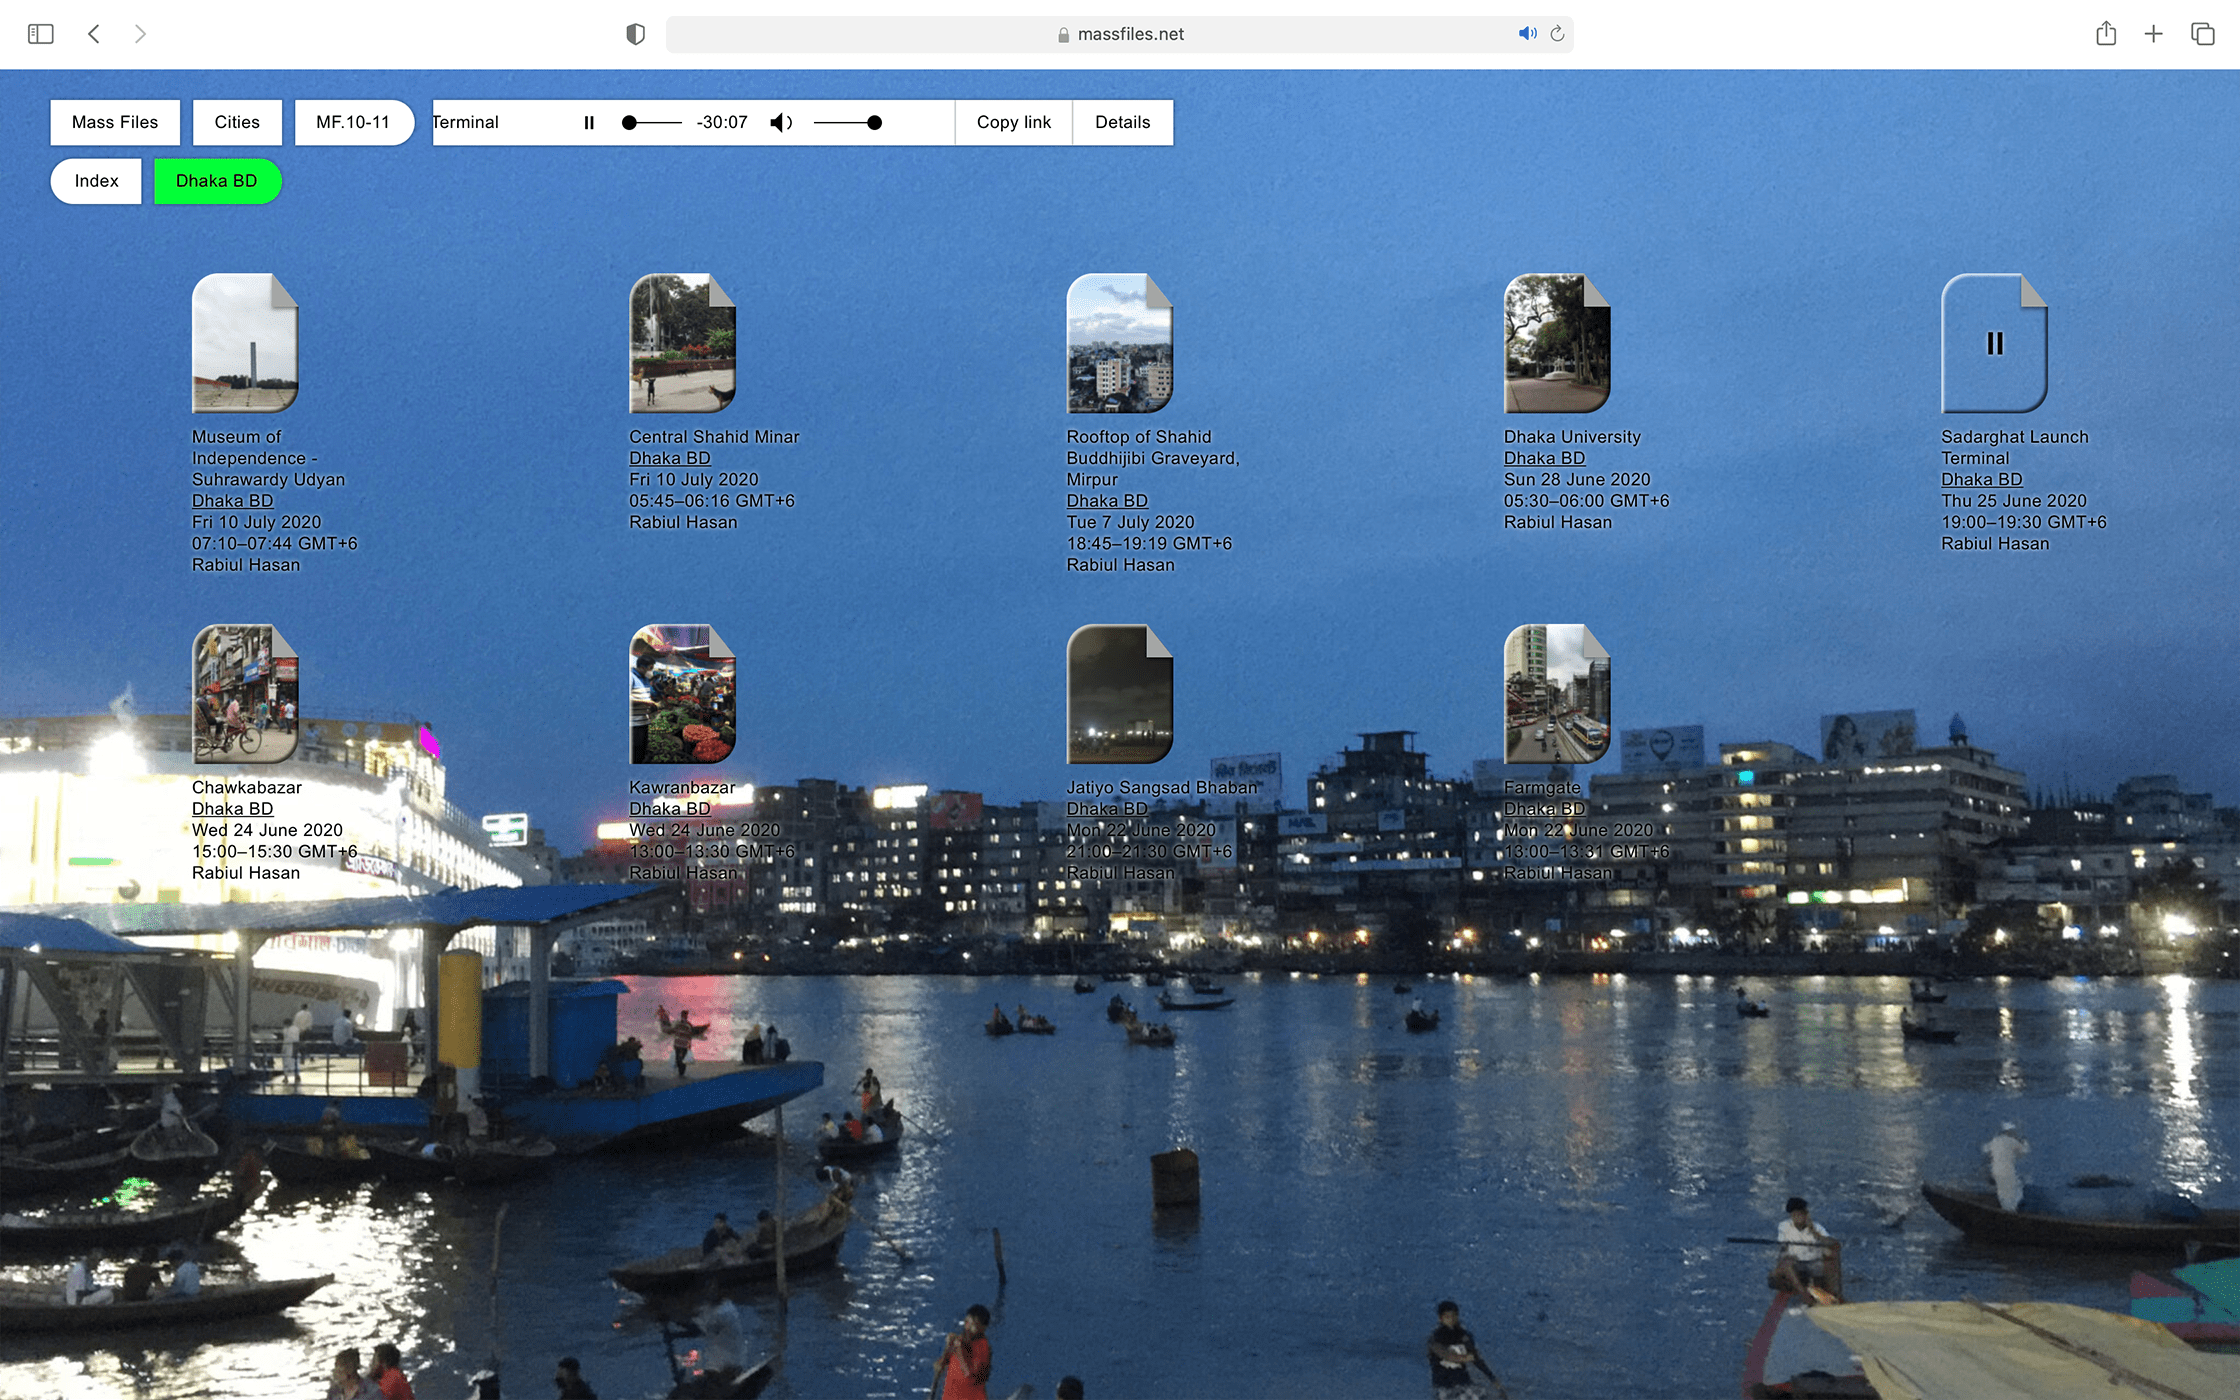 massfiles.net
Mass Files
Cities
MF.10-11
Terminal
-30:07
Copy link
Details
Index
Dhaka BD
Museum of
Independence -
Suhrawardy Udyan
Dhaka BD
Fri 10 July 2020
07:10–07:44 GMT+6
Rabiul Hasan
Central Shahid Minar
Dhaka BD
Fri 10 July 2020
05:45–06:16 GMT+6
Rabiul Hasan
Rooftop of Shahid
Buddhijibi Graveyard,
Mirpur
Dhaka BD
Tue 7 July 2020
18:45–19:19 GMT+6
Rabiul Hasan
Dhaka University
Dhaka BD
Sun 28 June 2020
05:30–06:00 GMT+6
Rabiul Hasan
Sadarghat Launch
Terminal
Dhaka BD
Thu 25 June 2020
19:00–19:30 GMT+6
Rabiul Hasan
Chawkabazar
Dhaka BD
Wed 24 June 2020
15:00–15:30 GMT+6
Rabiul Hasan
Kawranbazar
Dhaka BD
Wed 24 June 2020
13:00–13:30 GMT+6
Rabiul Hasan
Jatiyo Sangsad Bhaban
Dhaka BD
Mon 22 June 2020
21:00–21:30 GMT+6
Rabiul Hasan
Farmgate
Dhaka BD
Mon 22 June 2020
13:00–13:31 GMT+6
Rabiul Hasan